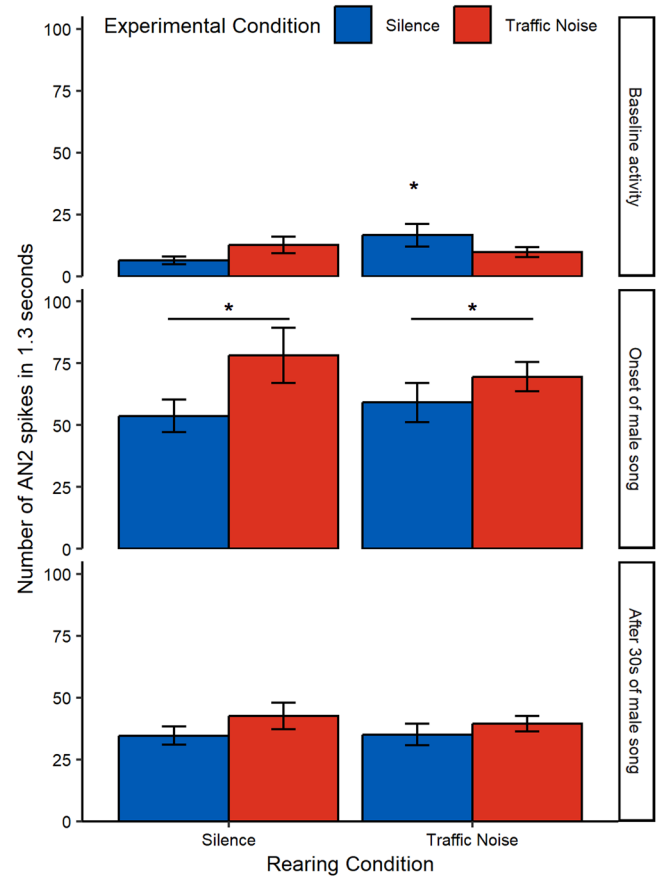 Experimental Condition Silence Traffic Noise
Number of AN2 spikes in 1.3 seconds
100
75
50
25
0
*
Baseline activity
100
75
50
25
0
* *
Onset of male song
100
75
50
25
0
After 30s of male song
Silence Traffic Noise
Rearing Condition